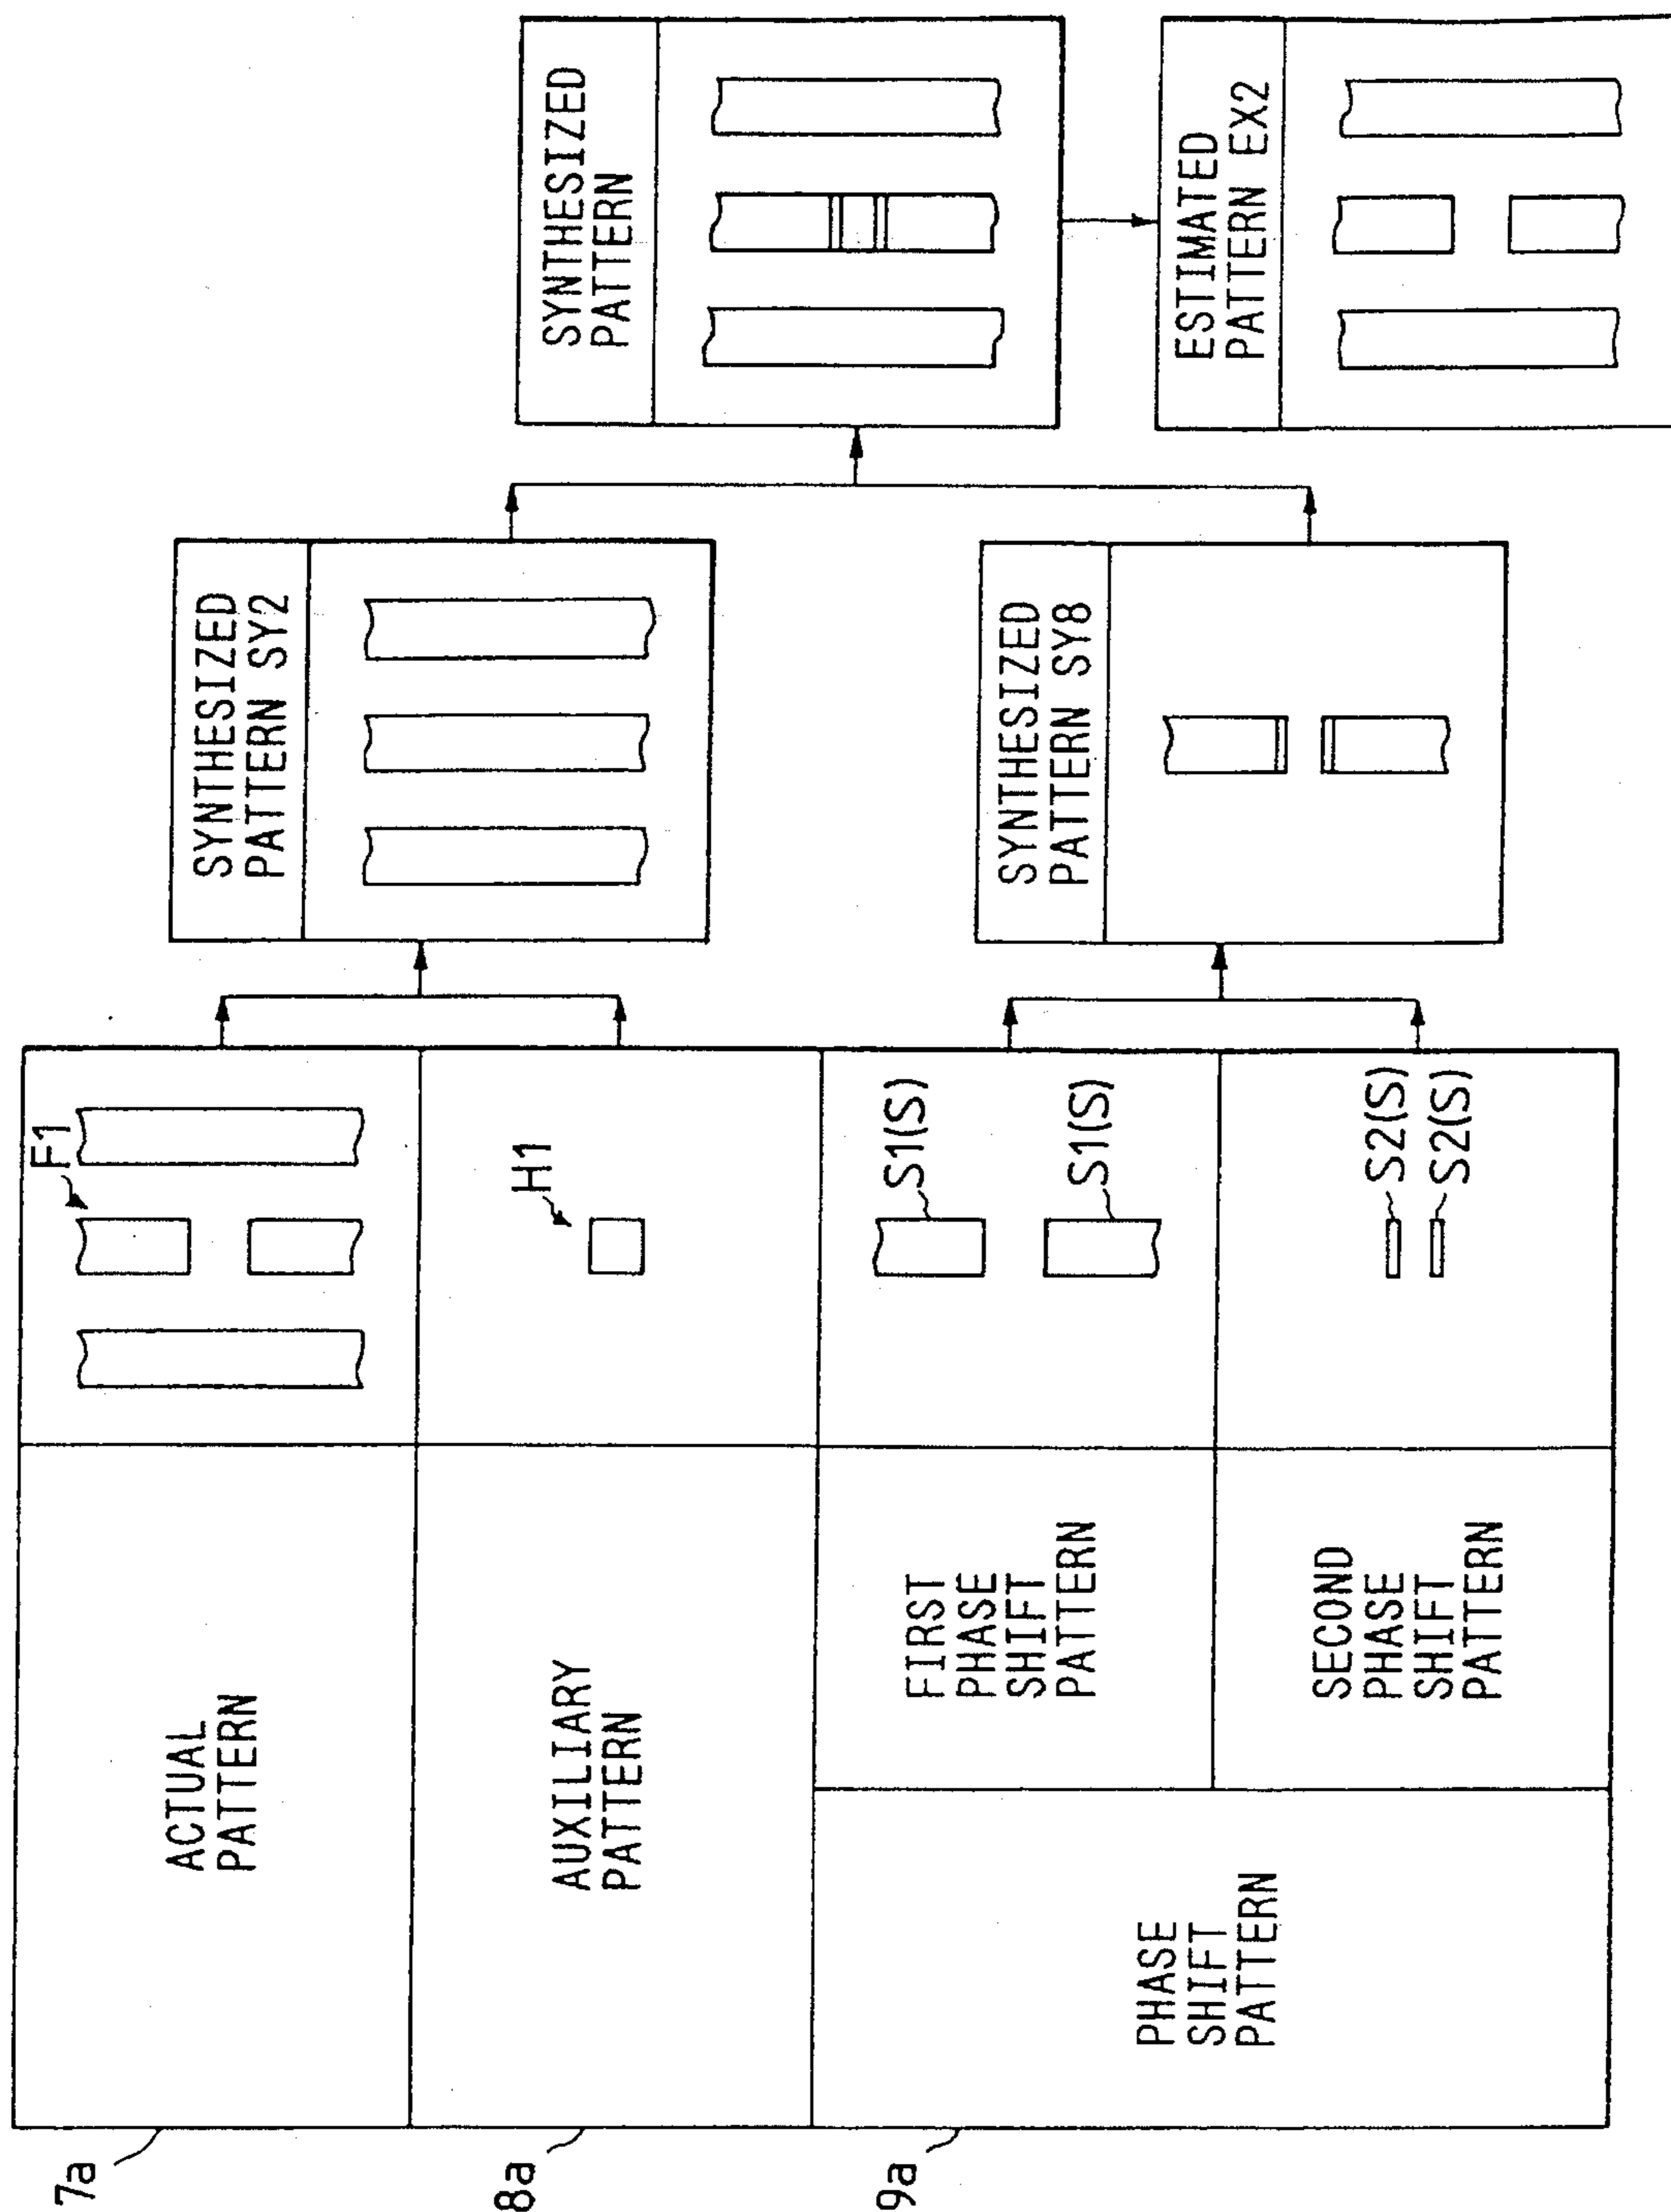 7a
ACTUAL
PATTERN
F1
8a
AUXILIARY
PATTERN
H1
9a
PHASE
SHIFT
PATTERN
FIRST
PHASE
SHIFT
PATTERN
S1(S)
S1(S)
SECOND
PHASE
SHIFT
PATTERN
S2(S)
S2(S)
SYNTHESIZED
PATTERN SY2
SYNTHESIZED
PATTERN SY8
SYNTHESIZED
PATTERN
ESTIMATED
PATTERN EX2